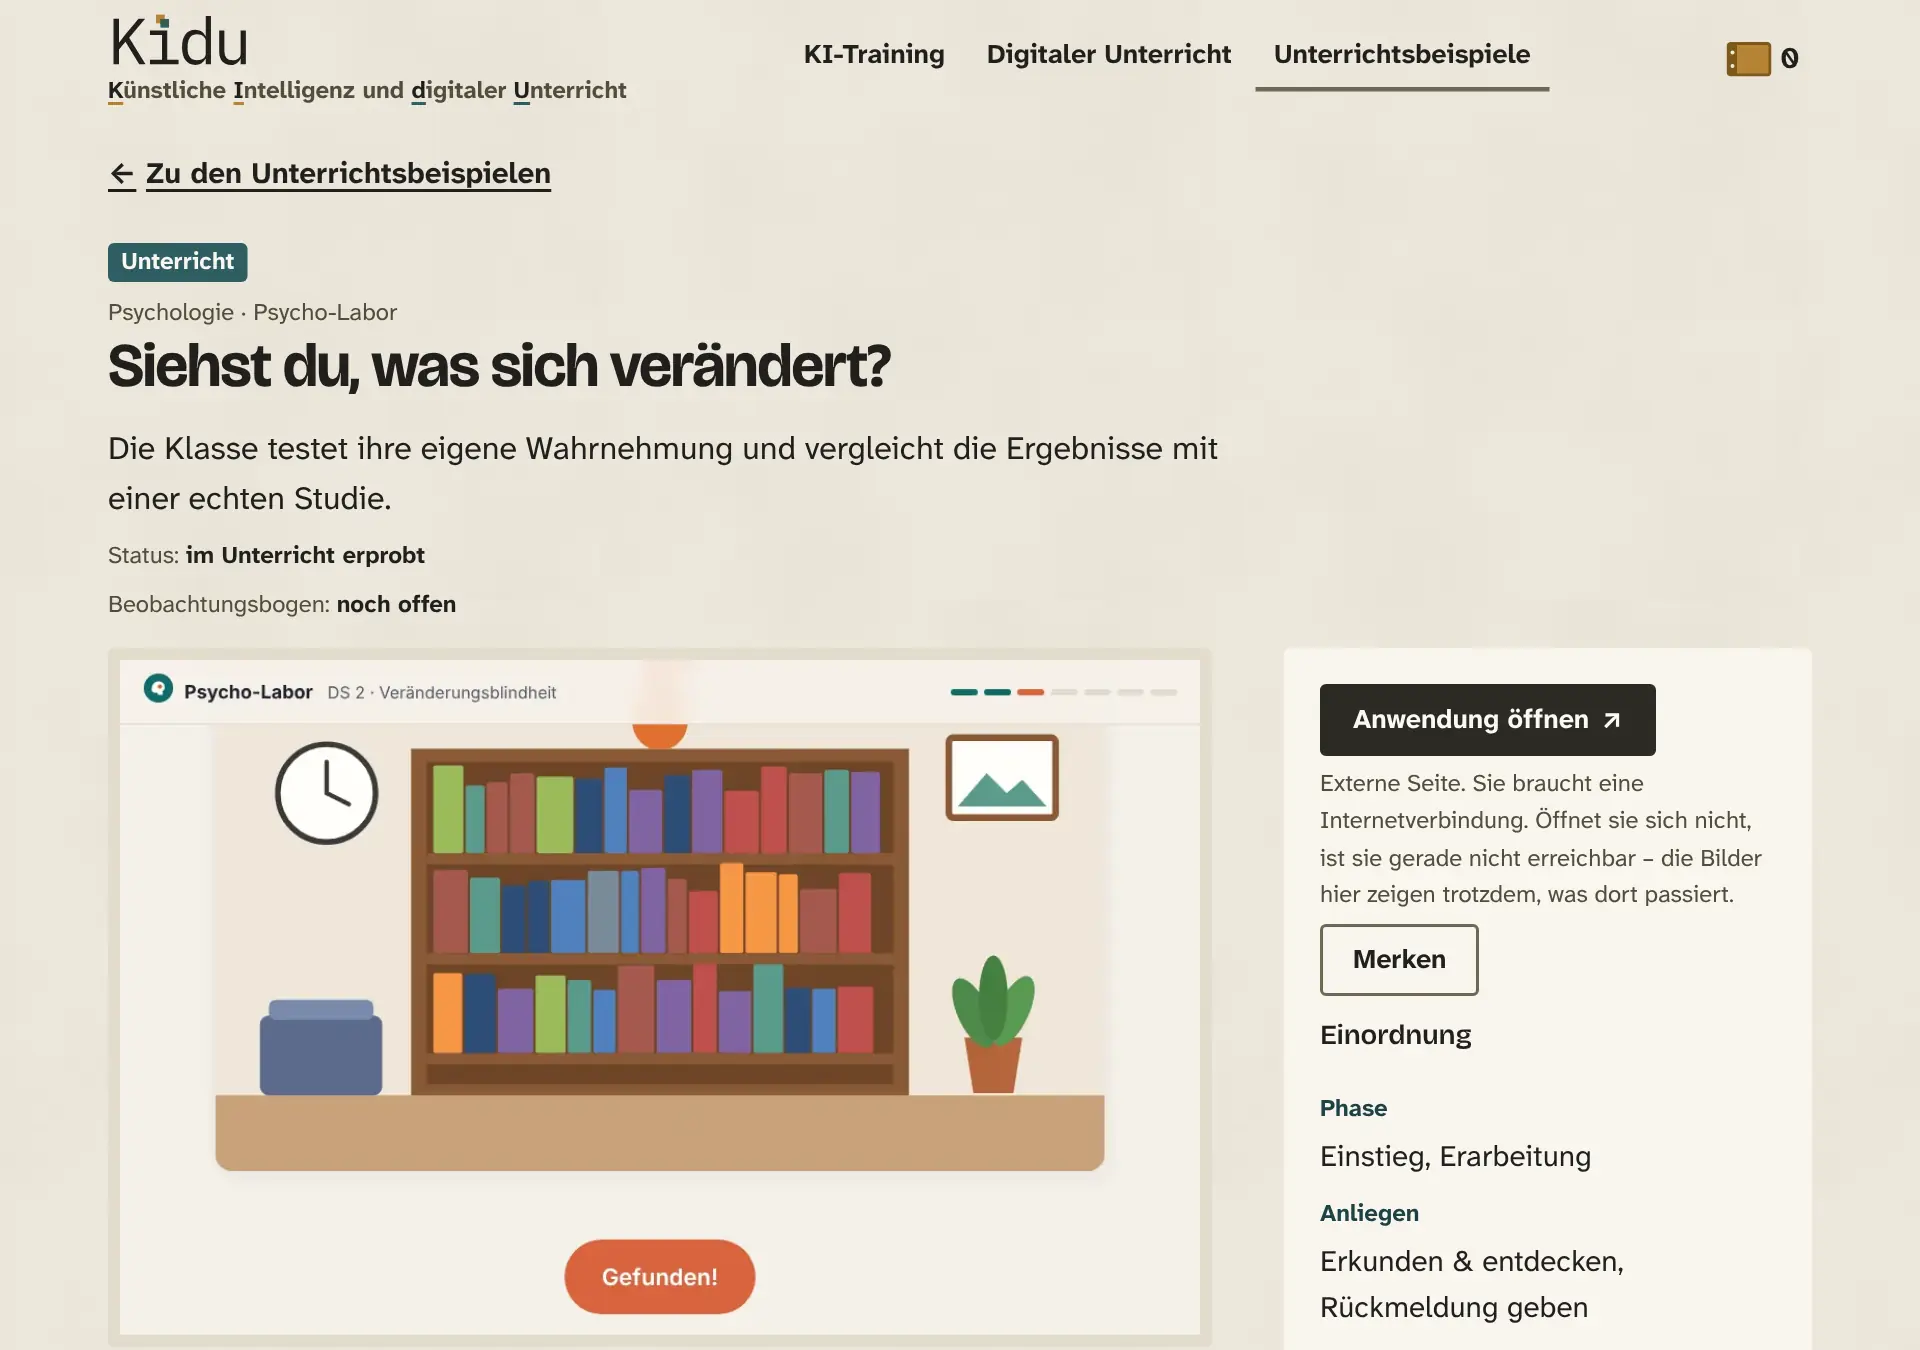 Kidu
Künstliche Intelligenz und digitaler Unterricht
KI-Training
Digitaler Unterricht
Unterrichtsbeispiele
0
← Zu den Unterrichtsbeispielen
Unterricht
Psychologie · Psycho-Labor
Siehst du, was sich verändert?
Die Klasse testet ihre eigene Wahrnehmung und vergleicht die Ergebnisse mit
einer echten Studie.
Status: im Unterricht erprobt
Beobachtungsbogen: noch offen
Psycho-Labor DS 2 · Veränderungsblindheit
Gefunden!
Anwendung öffnen ↗
Externe Seite. Sie braucht eine
Internetverbindung. Öffnet sie sich nicht,
ist sie gerade nicht erreichbar – die Bilder
hier zeigen trotzdem, was dort passiert.
Merken
Einordnung
Phase
Einstieg, Erarbeitung
Anliegen
Erkunden & entdecken,
Rückmeldung geben